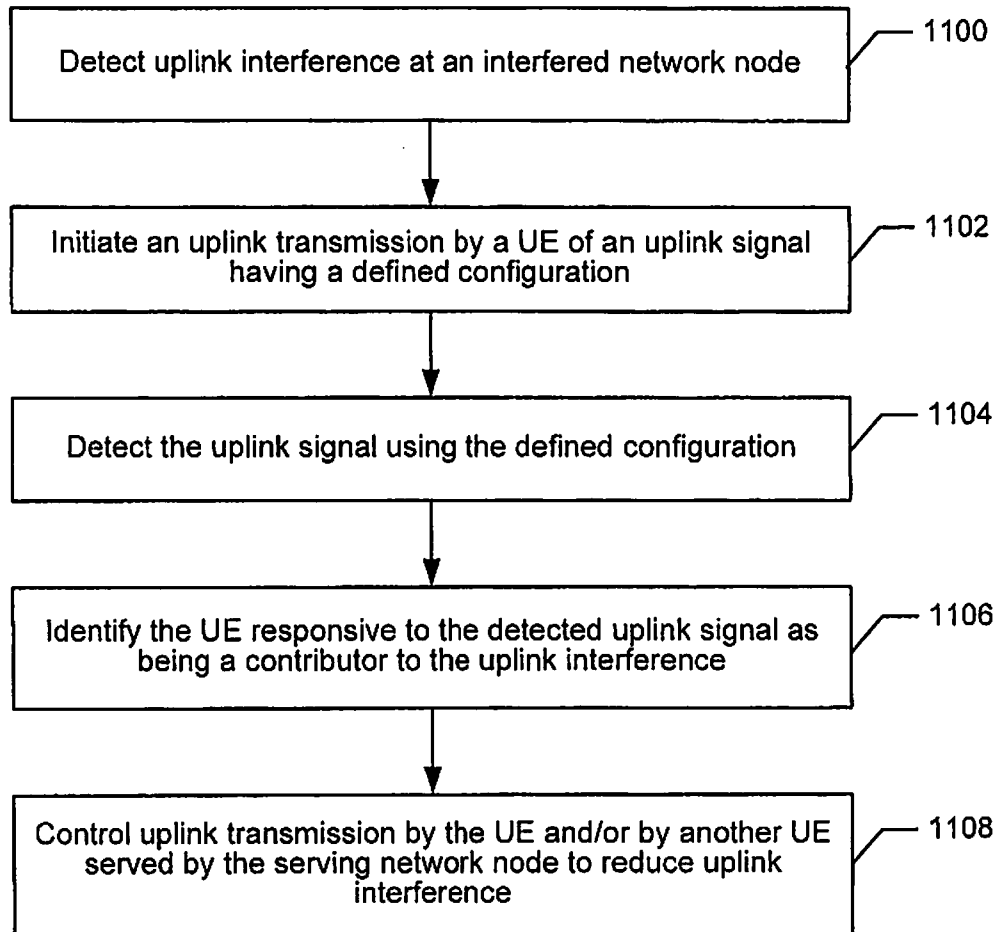 Detect uplink interference at an interfered network node
1100
Initiate an uplink transmission by a UE of an uplink signal
having a defined configuration
1102
Detect the uplink signal using the defined configuration
1104
Identify the UE responsive to the detected uplink signal as
being a contributor to the uplink interference
1106
Control uplink transmission by the UE and/or by another UE
served by the serving network node to reduce uplink
interference
1108